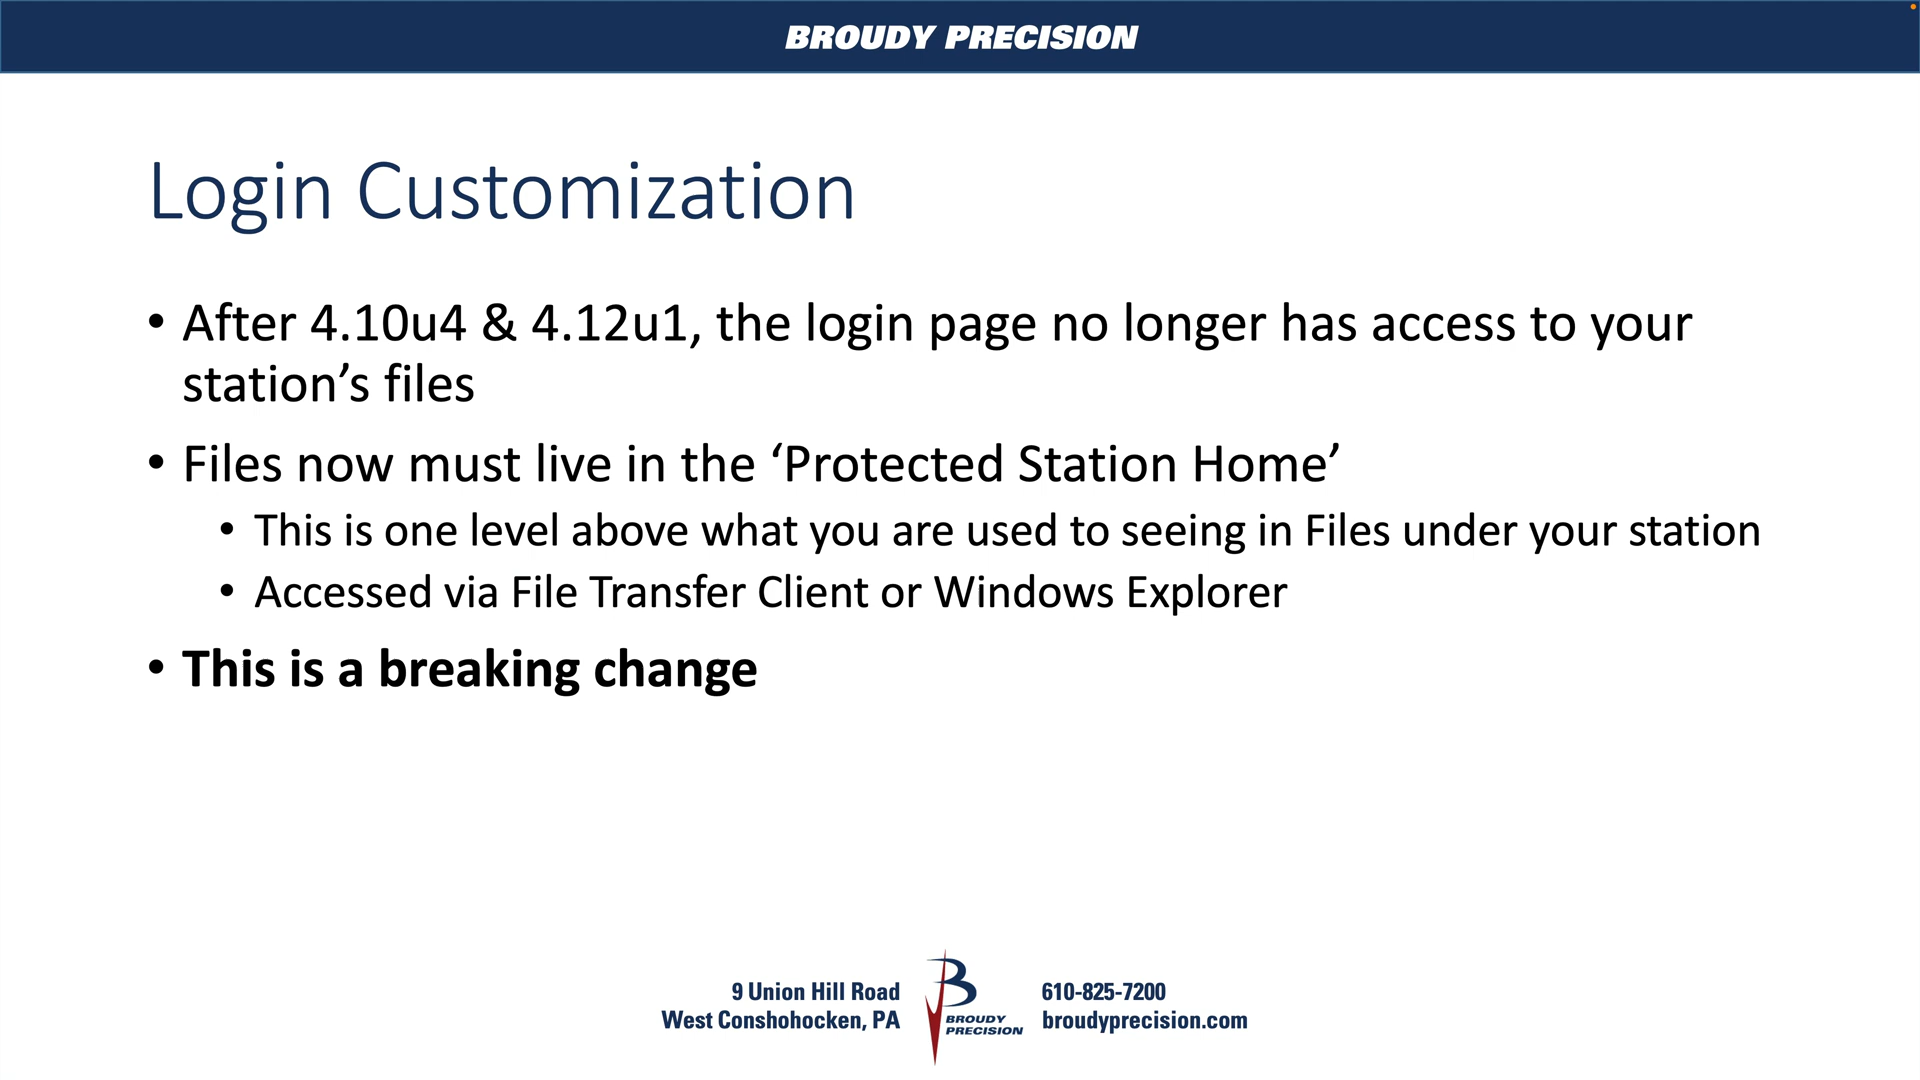 BROUDY PRECISION
Login Customization
• After 4.10u4 & 4.12u1, the login page no longer has access to your
station’s files
• Files now must live in the ‘Protected Station Home’
• This is one level above what you are used to seeing in Files under your station
• Accessed via File Transfer Client or Windows Explorer
• This is a breaking change
9 Union Hill Road
West Conshohocken, PA
B
BROUDY
PRECISION
610-825-7200
broudyprecision.com